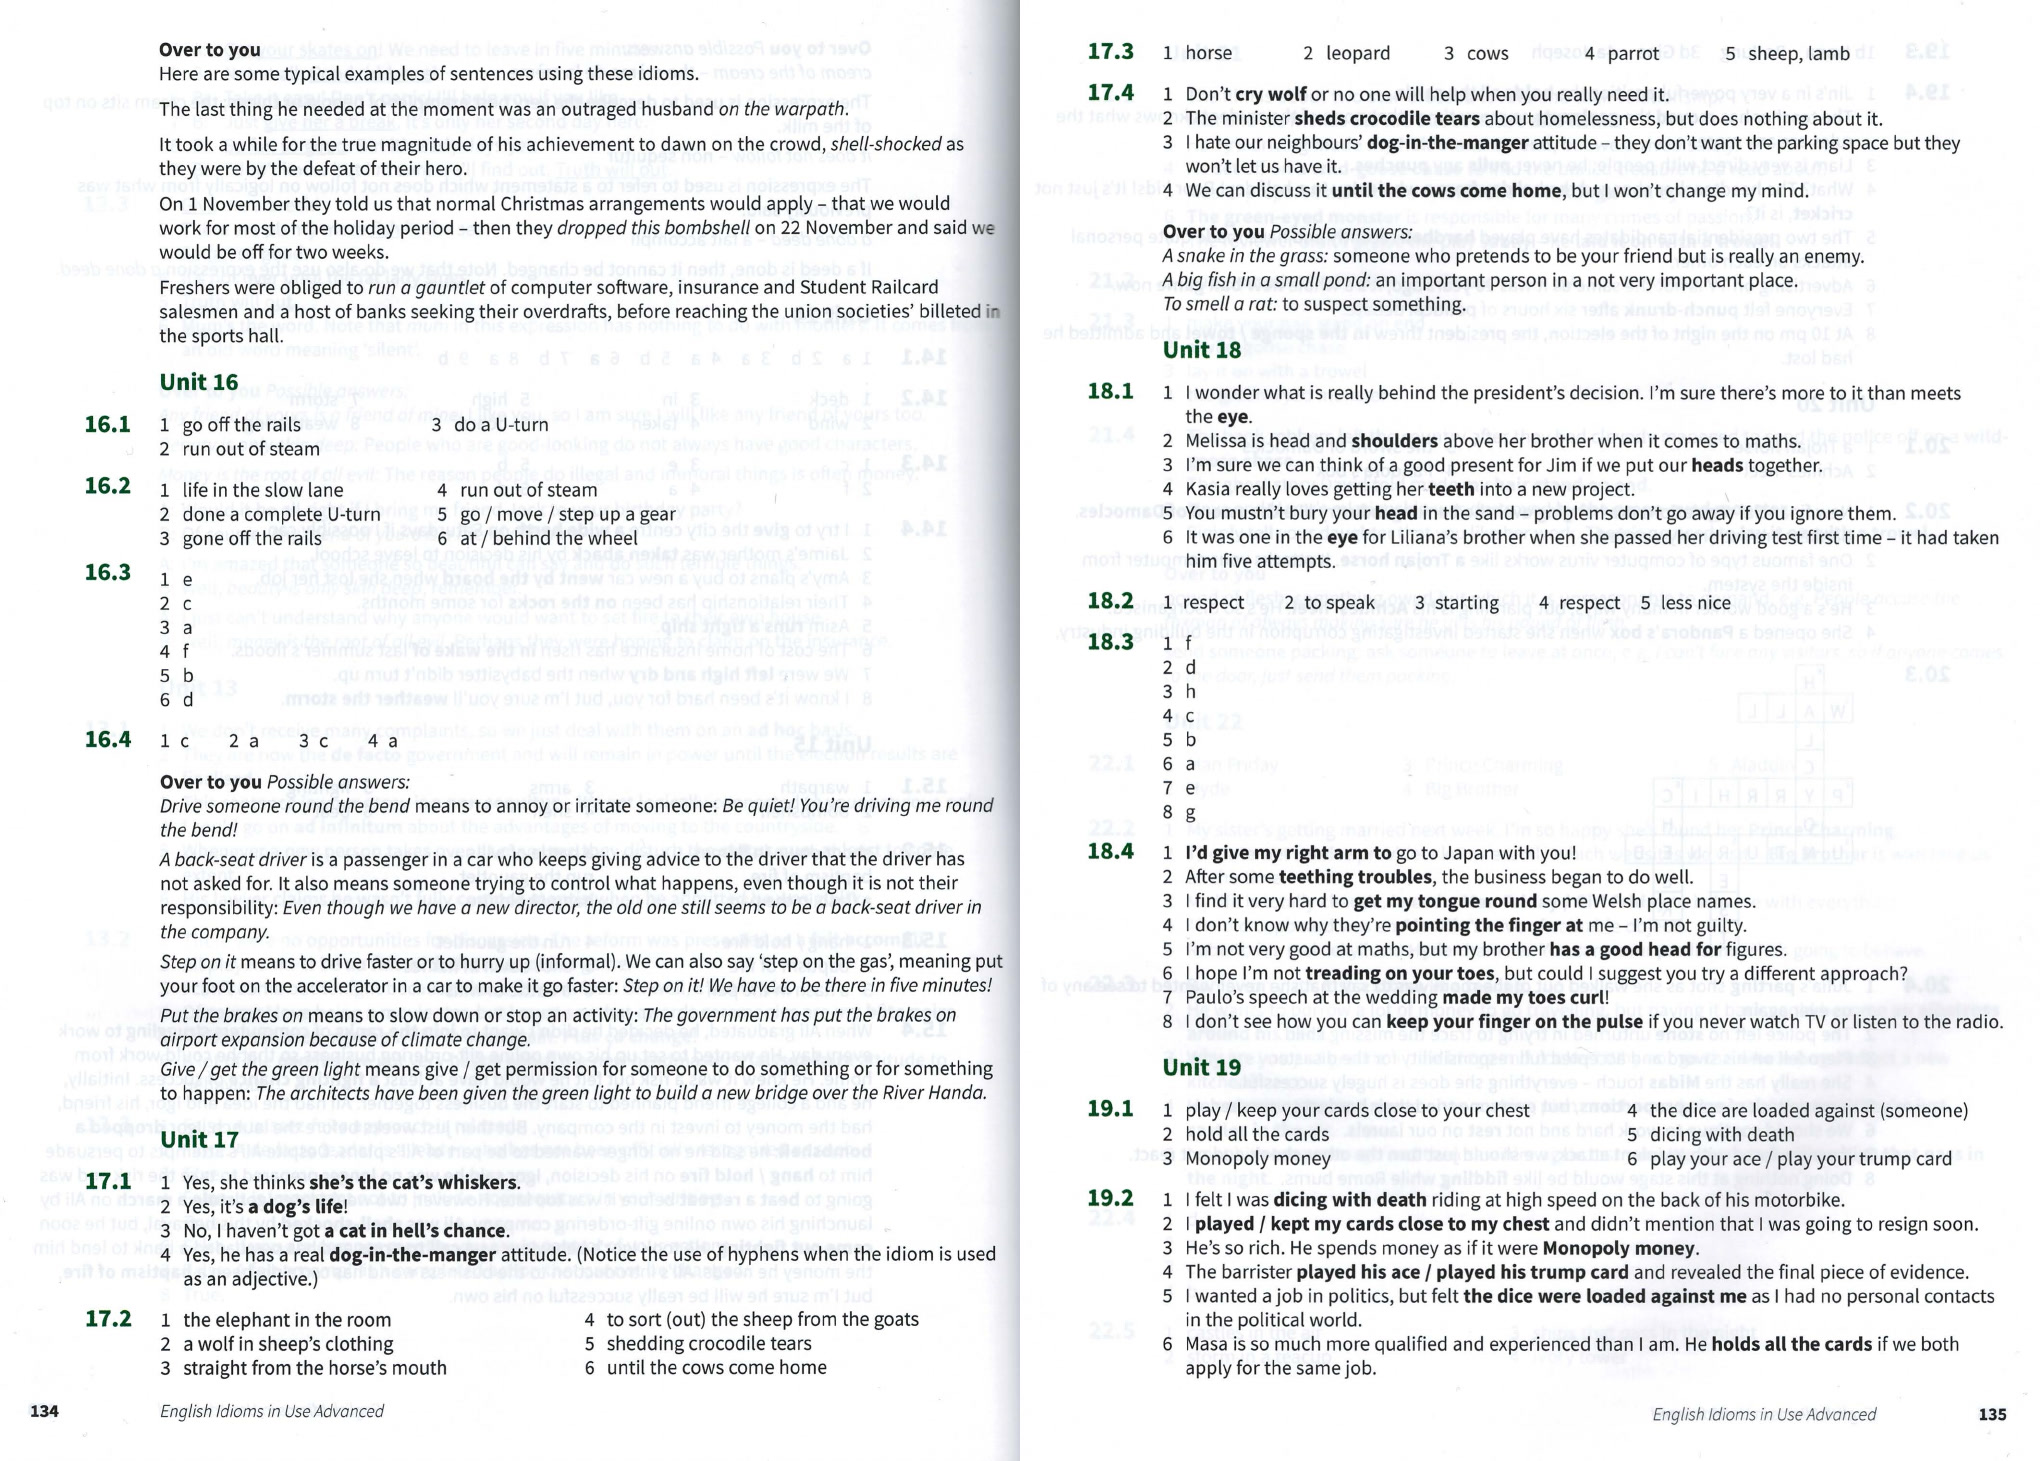 Over to you
Here are some typical examples of sentences using these idioms.
The last thing he needed at the moment was an outraged husband on the warpath.
It took a while for the true magnitude of his achievement to dawn on the crowd, shell-shocked as
they were by the defeat of their hero.
On 1 November they told us that normal Christmas arrangements would apply – that we would
work for most of the holiday period – then they dropped this bombshell on 22 November and said we
would be off for two weeks.
Freshers were obliged to run a gauntlet of computer software, insurance and Student Railcard
salesmen and a host of banks seeking their overdrafts, before reaching the union societies’ billeted in
the sports hall.
Unit 16
16.1 1 go off the rails 3 do a U-turn
2 run out of steam
16.2 1 life in the slow lane 4 run out of steam
2 done a complete U-turn 5 go / move / step up a gear
3 gone off the rails 6 at / behind the wheel
16.3 1 e
2 c
3 a
4 f
5 b
6 d
16.4 1 c 2 a 3 c 4 a
Over to you Possible answers:
Drive someone round the bend means to annoy or irritate someone: Be quiet! You’re driving me round
the bend!
A back-seat driver is a passenger in a car who keeps giving advice to the driver that the driver has
not asked for. It also means someone trying to control what happens, even though it is not their
responsibility: Even though we have a new director, the old one still seems to be a back-seat driver in
the company.
Step on it means to drive faster or to hurry up (informal). We can also say ‘step on the gas’, meaning put
your foot on the accelerator in a car to make it go faster: Step on it! We have to be there in five minutes!
Put the brakes on means to slow down or stop an activity: The government has put the brakes on
airport expansion because of climate change.
Give / get the green light means give / get permission for someone to do something or for something
to happen: The architects have been given the green light to build a new bridge over the River Handa.
Unit 17
17.1 1 Yes, she thinks she’s the cat’s whiskers.
2 Yes, it’s a dog’s life!
3 No, I haven’t got a cat in hell’s chance.
4 Yes, he has a real dog-in-the-manger attitude. (Notice the use of hyphens when the idiom is used
as an adjective.)
17.2 1 the elephant in the room 4 to sort (out) the sheep from the goats
2 a wolf in sheep’s clothing 5 shedding crocodile tears
3 straight from the horse’s mouth 6 until the cows come home
134 English Idioms in Use Advanced
17.3 1 horse 2 leopard 3 cows 4 parrot 5 sheep, lamb
17.4 1 Don’t cry wolf or no one will help when you really need it.
2 The minister sheds crocodile tears about homelessness, but does nothing about it.
3 I hate our neighbours’ dog-in-the-manger attitude – they don’t want the parking space but they
won’t let us have it.
4 We can discuss it until the cows come home, but I won’t change my mind.
Over to you Possible answers:
A snake in the grass: someone who pretends to be your friend but is really an enemy.
A big fish in a small pond: an important person in a not very important place.
To smell a rat: to suspect something.
Unit 18
18.1 1 I wonder what is really behind the president’s decision. I’m sure there’s more to it than meets
the eye.
2 Melissa is head and shoulders above her brother when it comes to maths.
3 I’m sure we can think of a good present for Jim if we put our heads together.
4 Kasia really loves getting her teeth into a new project.
5 You mustn’t bury your head in the sand – problems don’t go away if you ignore them.
6 It was one in the eye for Liliana’s brother when she passed her driving test first time – it had taken
him five attempts.
18.2 1 respect 2 to speak 3 starting 4 respect 5 less nice
18.3 1 f
2 d
3 h
4 c
5 b
6 a
7 e
8 g
18.4 1 I’d give my right arm to go to Japan with you!
2 After some teething troubles, the business began to do well.
3 I find it very hard to get my tongue round some Welsh place names.
4 I don’t know why they’re pointing the finger at me – I’m not guilty.
5 I’m not very good at maths, but my brother has a good head for figures.
6 I hope I’m not treading on your toes, but could I suggest you try a different approach?
7 Paulo’s speech at the wedding made my toes curl!
8 I don’t see how you can keep your finger on the pulse if you never watch TV or listen to the radio.
Unit 19
19.1 1 play / keep your cards close to your chest 4 the dice are loaded against (someone)
2 hold all the cards 5 dicing with death
3 Monopoly money 6 play your ace / play your trump card
19.2 1 I felt I was dicing with death riding at high speed on the back of his motorbike.
2 I played / kept my cards close to my chest and didn’t mention that I was going to resign soon.
3 He’s so rich. He spends money as if it were Monopoly money.
4 The barrister played his ace / played his trump card and revealed the final piece of evidence.
5 I wanted a job in politics, but felt the dice were loaded against me as I had no personal contacts
in the political world.
6 Nasa is so much more qualified and experienced than I am. He holds all the cards if we both
apply for the same job.
English Idioms in Use Advanced 135